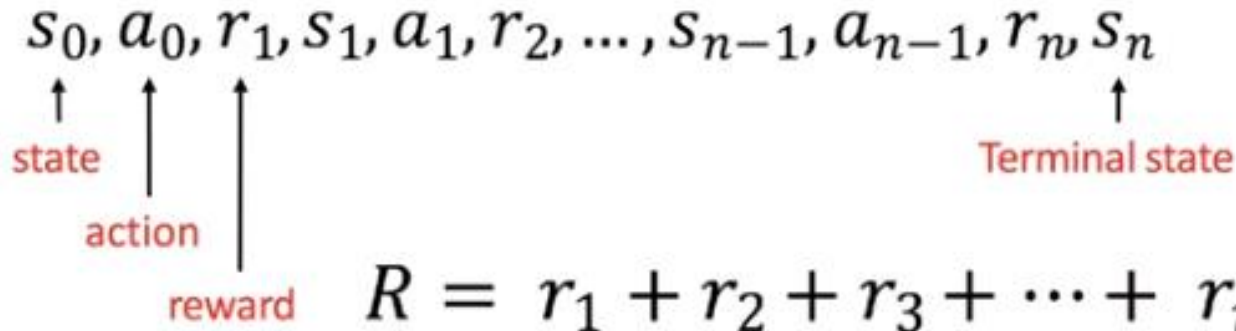 s₀, a₀, r₁, s₁, a₁, r₂, ..., sₙ₋₁, aₙ₋₁, rₙ, sₙ
state
Terminal state
action
reward
R = r₁ + r₂ + r₃ + ⋯ + r